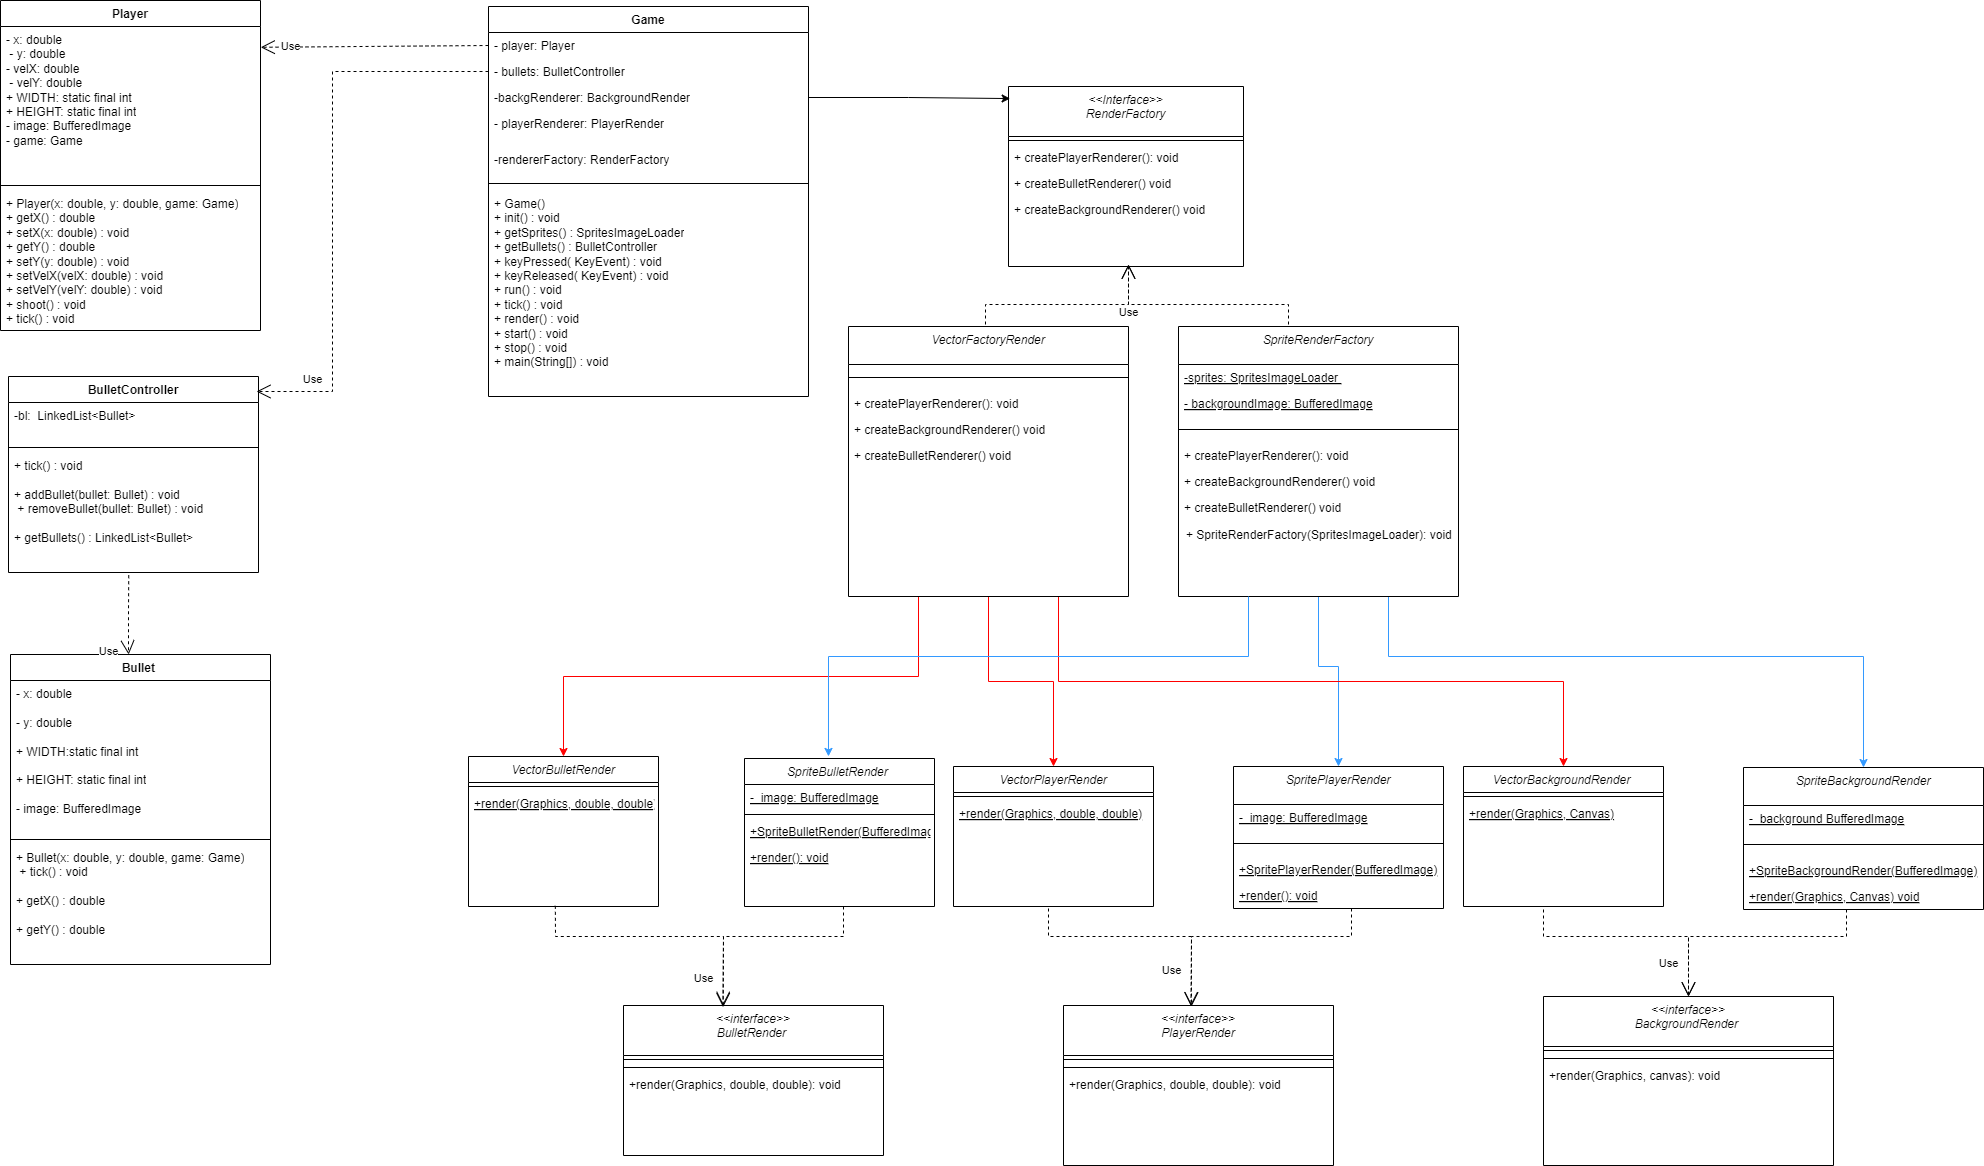 Player
- x: double
- y: double
- velX: double
- velY: double
+ WIDTH: static final int
+ HEIGHT: static final int
- image: BufferedImage
- game: Game
+ Player(x: double, y: double, game: Game)
+ getX() : double
+ setX(x: double) : void
+ getY() : double
+ setY(y: double) : void
+ setVelX(velX: double) : void
+ setVelY(velY: double) : void
+ shoot() : void
+ tick() : void
Use
Game
- player: Player
- bullets: BulletController
-backgRenderer: BackgroundRender
- playerRenderer: PlayerRender
-rendererFactory: RenderFactory
+ Game()
+ init() : void
+ getSprites() : SpritesImageLoader
+ getBullets() : BulletController
+ keyPressed( KeyEvent) : void
+ keyReleased( KeyEvent) : void
+ run() : void
+ tick() : void
+ render() : void
+ start() : void
+ stop() : void
+ main(String[]) : void
<<Interface>>
RenderFactory
+ createPlayerRenderer(): void
+ createBulletRenderer() void
+ createBackgroundRenderer() void
Use
Use
BulletController
-bl:  LinkedList<Bullet>
+ tick() : void
+ addBullet(bullet: Bullet) : void
+ removeBullet(bullet: Bullet) : void
+ getBullets() : LinkedList<Bullet>
Use
Bullet
- x: double
- y: double
+ WIDTH:static final int
+ HEIGHT: static final int
- image: BufferedImage
+ Bullet(x: double, y: double, game: Game)
+ tick() : void
+ getX() : double
+ getY() : double
VectorFactoryRender
+ createPlayerRenderer(): void
+ createBackgroundRenderer() void
+ createBulletRenderer() void
SpriteRenderFactory
-sprites: SpritesImageLoader
- backgroundImage: BufferedImage
+ createPlayerRenderer(): void
+ createBackgroundRenderer() void
+ createBulletRenderer() void
+ SpriteRenderFactory(SpritesImageLoader): void
VectorBulletRender
+render(Graphics, double, double
SpriteBulletRender
-  image: BufferedImage
+SpriteBulletRender(BufferedImag
+render(): void
VectorPlayerRender
+render(Graphics, double, double)
SpritePlayerRender
-  image: BufferedImage
+SpritePlayerRender(BufferedImage)
+render(): void
VectorBackgroundRender
+render(Graphics, Canvas)
SpriteBackgroundRender
-  background BufferedImage
+SpriteBackgroundRender(BufferedImage)
+render(Graphics, Canvas) void
Use
Use
Use
<<interface>>
BulletRender
+render(Graphics, double, double): void
<<interface>>
PlayerRender
+render(Graphics, double, double): void
<<interface>>
BackgroundRender
+render(Graphics, canvas): void